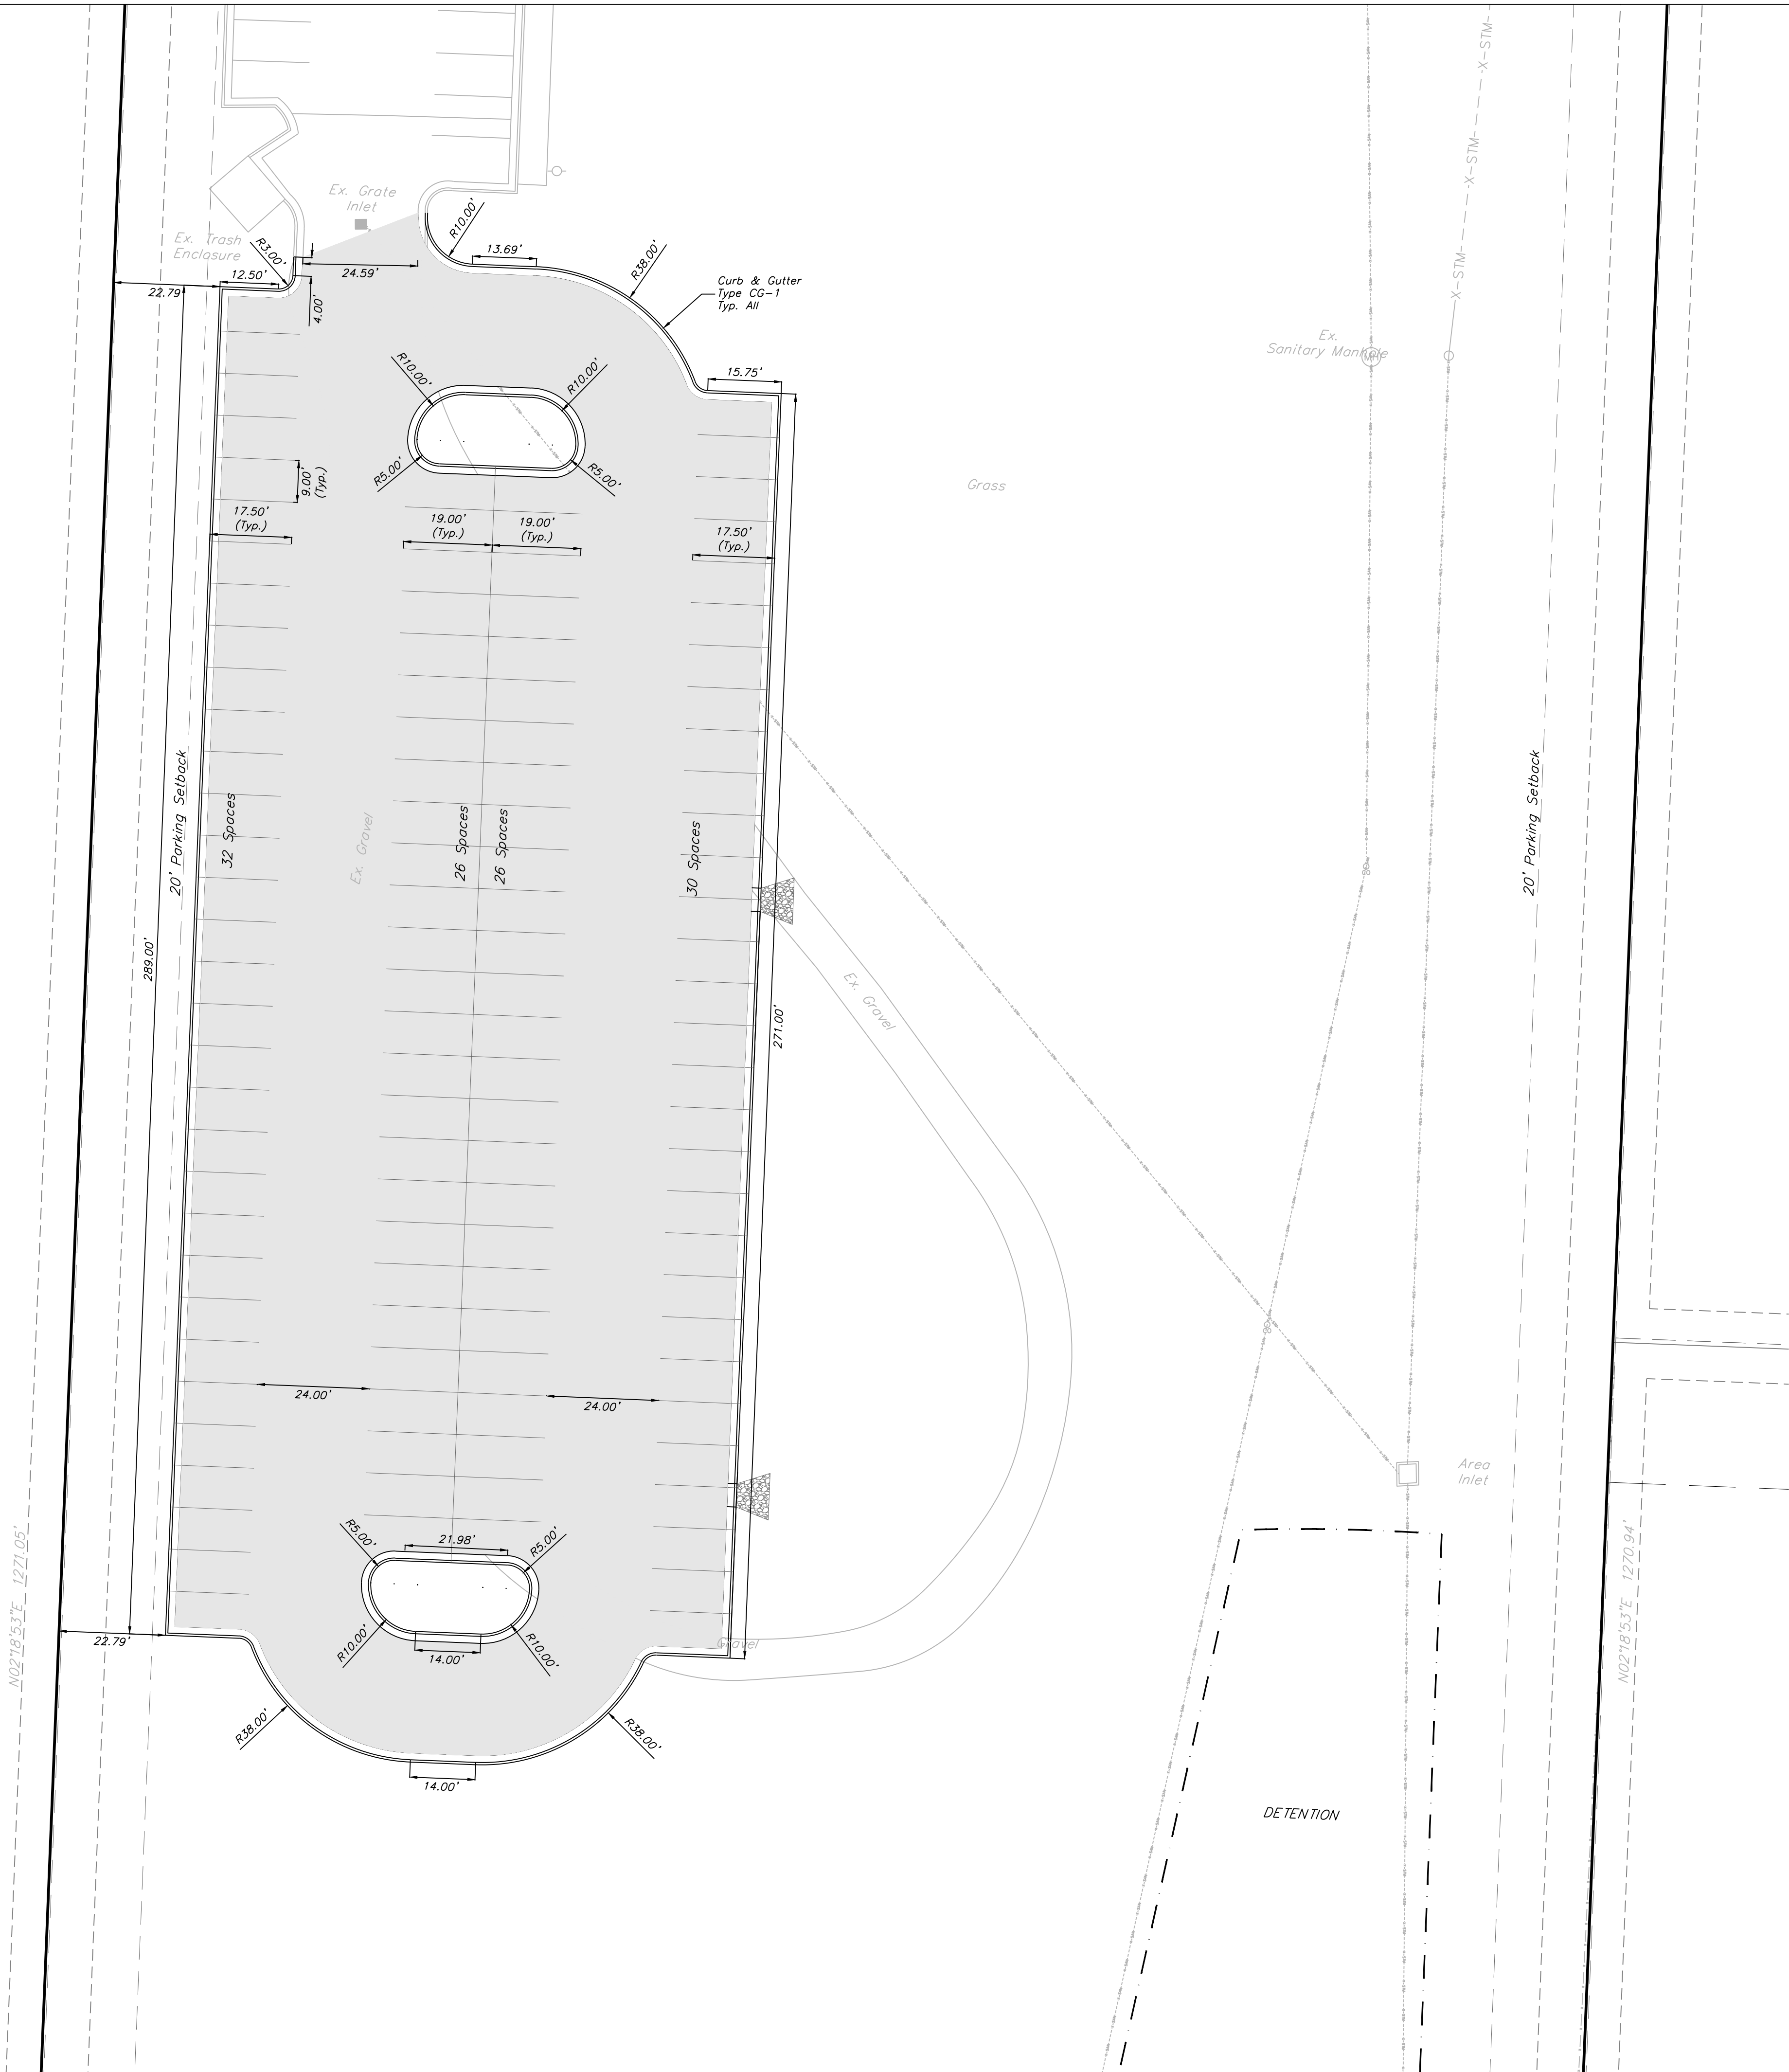 -X-STM-
-X-STM-
Ex. Grate
Inlet
Ex. Trash
Enclosure
R3.00'
R10.00'
13.69'
R38.00'
24.59'
12.50'
22.79'
4.00'
Curb & Gutter
Type CG-1
Typ. All
-X-STM-
Ex.
Sanitary Manhole
MH
R10.00'
R10.00'
15.75'
R5.00'
R5.00'
9.00'
(Typ.)
Grass
17.50'
(Typ.)
19.00'
(Typ.)
19.00'
(Typ.)
17.50'
(Typ.)
20' Parking Setback
32 Spaces
Ex. Gravel
26 Spaces
26 Spaces
30 Spaces
20' Parking Setback
289.00'
Ex. Gravel
271.00'
24.00'
24.00'
Area
Inlet
R5.00'
21.98'
R5.00'
N02°18'53"E 1271.05'
N02°18'53"E 1270.94'
22.79'
R10.00'
14.00'
R10.00'
Gravel
R38.00'
R38.00'
14.00'
DETENTION